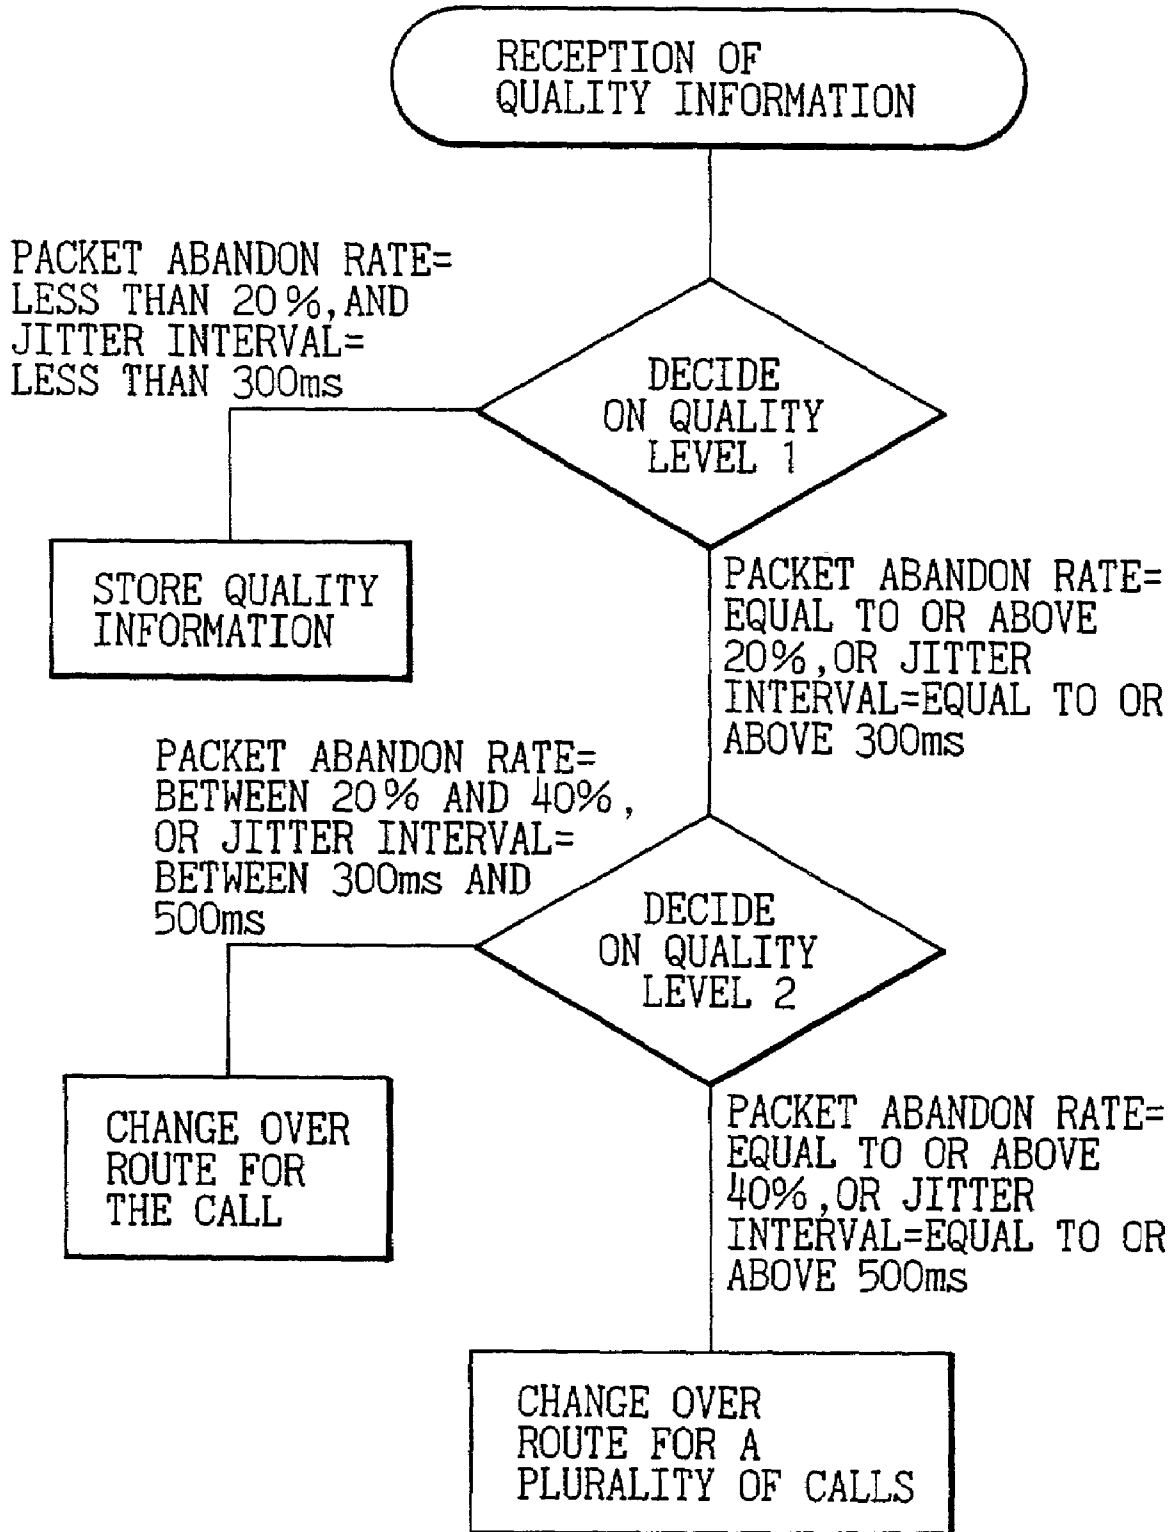 RECEPTION OF
QUALITY INFORMATION
PACKET ABANDON RATE=
LESS THAN 20%,AND
JITTER INTERVAL=
LESS THAN 300ms
DECIDE
ON QUALITY
LEVEL 1
STORE QUALITY
INFORMATION
PACKET ABANDON RATE=
EQUAL TO OR ABOVE
20%,OR JITTER
INTERVAL=EQUAL TO OR
ABOVE 300ms
PACKET ABANDON RATE=
BETWEEN 20% AND 40%,
OR JITTER INTERVAL=
BETWEEN 300ms AND
500ms
DECIDE
ON QUALITY
LEVEL 2
CHANGE OVER
ROUTE FOR
THE CALL
PACKET ABANDON RATE=
EQUAL TO OR ABOVE
40%,OR JITTER
INTERVAL=EQUAL TO OR
ABOVE 500ms
CHANGE OVER
ROUTE FOR A
PLURALITY OF CALLS